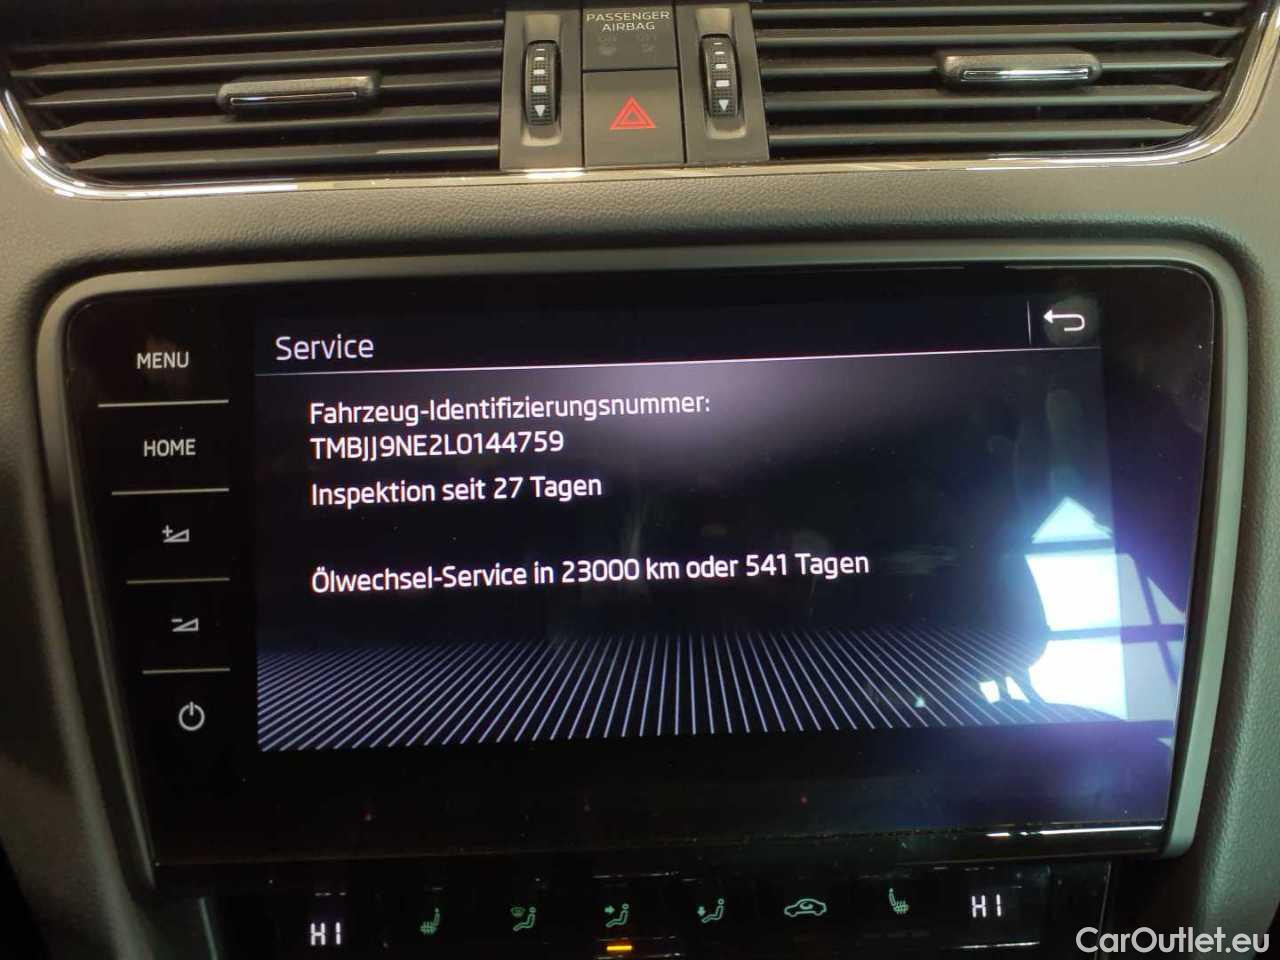 PASSENGER
AIRBAG
Service
MENU
HOME
Fahrzeug-Identifizierungsnummer:
TMBJJ9NE2L0144759
Inspektion seit 27 Tagen
Ölwechsel-Service in 23000 km oder 541 Tagen
HI
HI
CarOutlet.eu